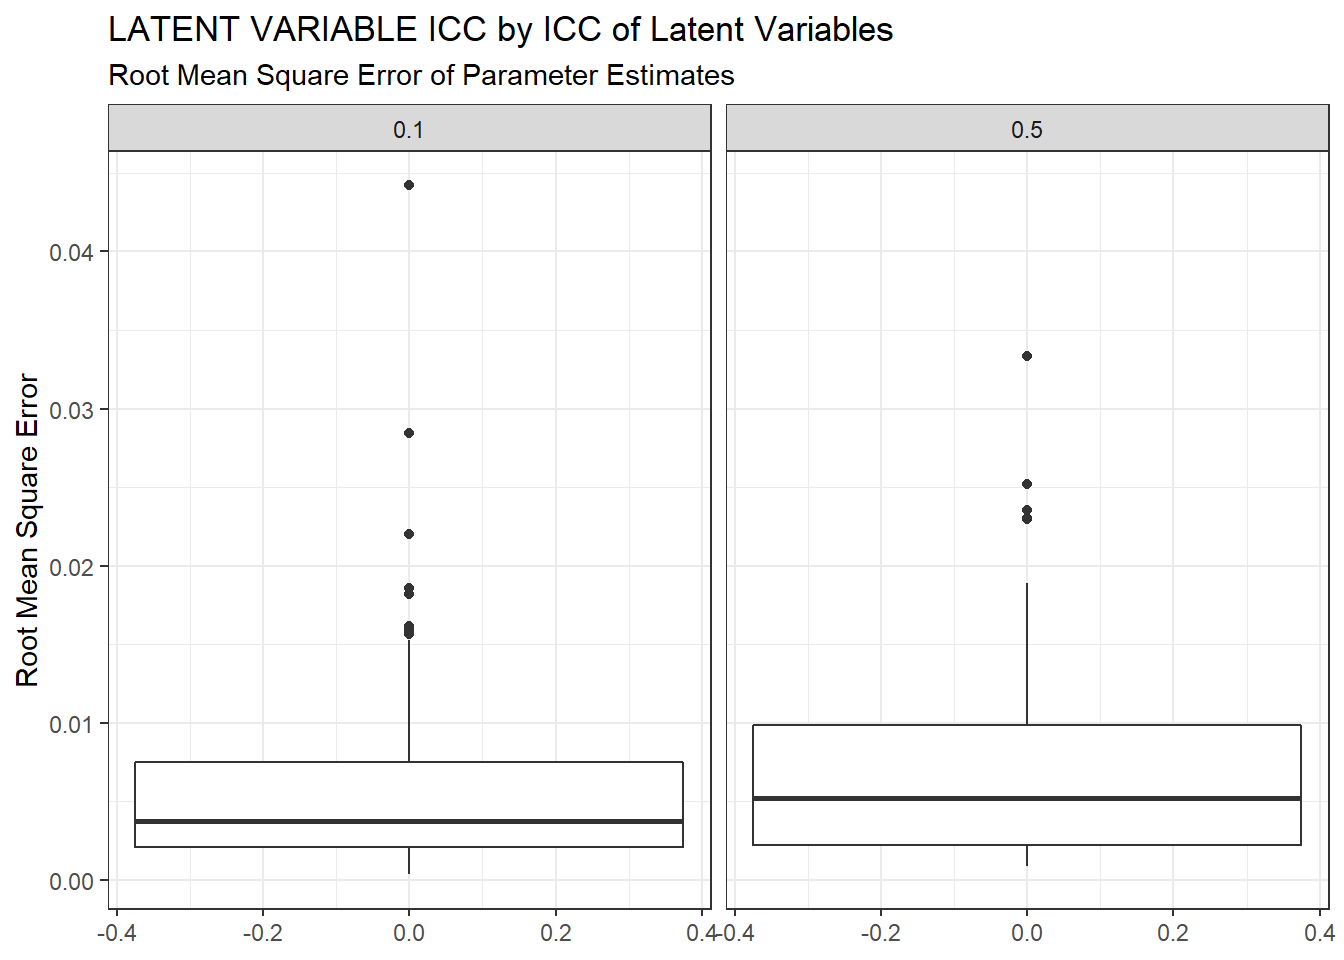 LATENT VARIABLE ICC by ICC of Latent Variables
Root Mean Square Error of Parameter Estimates
0.1 0.5
Root Mean Square Error
0.04
0.03
0.02
0.01
0.00
-0.4 -0.2 0.0 0.2 0.4 -0.4 -0.2 0.0 0.2 0.4